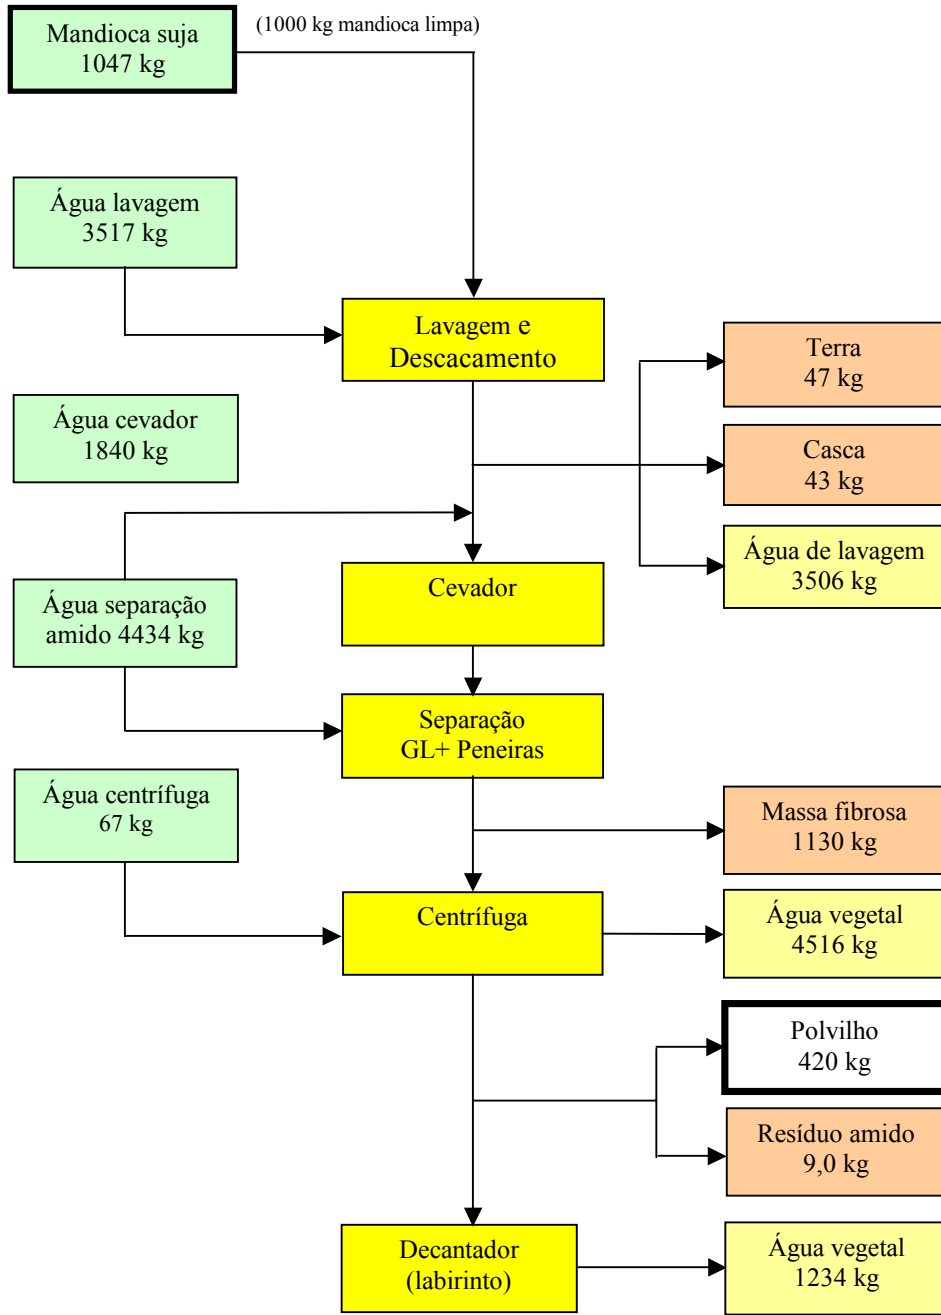 Mandioca suja
1047 kg
(1000 kg mandioca limpa)
Água lavagem
3517 kg
Lavagem e
Descacamento
Terra
47 kg
Água cevador
1840 kg
Casca
43 kg
Água de lavagem
3506 kg
Água separação
amido 4434 kg
Cevador
Separação
GL+ Peneiras
Água centrífuga
67 kg
Massa fibrosa
1130 kg
Centrífuga
Água vegetal
4516 kg
Polvilho
420 kg
Resíduo amido
9,0 kg
Decantador
(labirinto)
Água vegetal
1234 kg